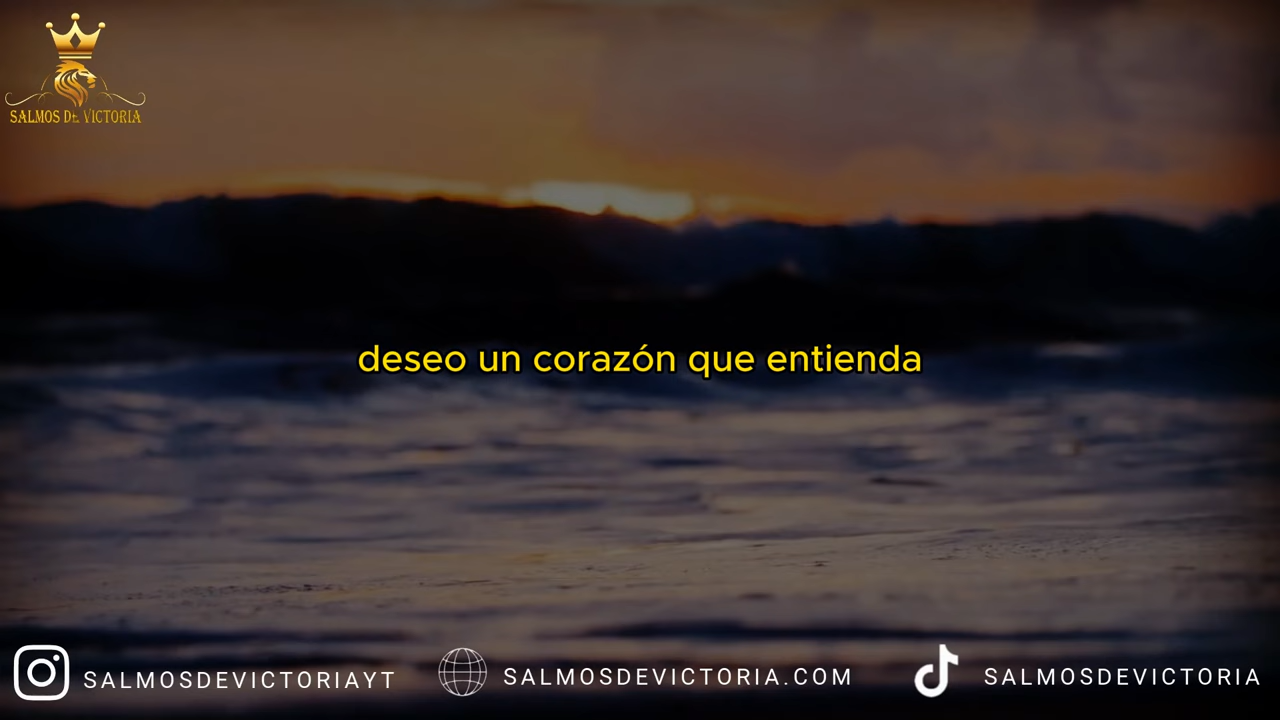 SALMOS DE VICTORIA
deseo un corazón que entienda
SALMOSDEVICTORIAYT
SALMOSDEVICTORIA.COM
SALMOSDEVICTORIA